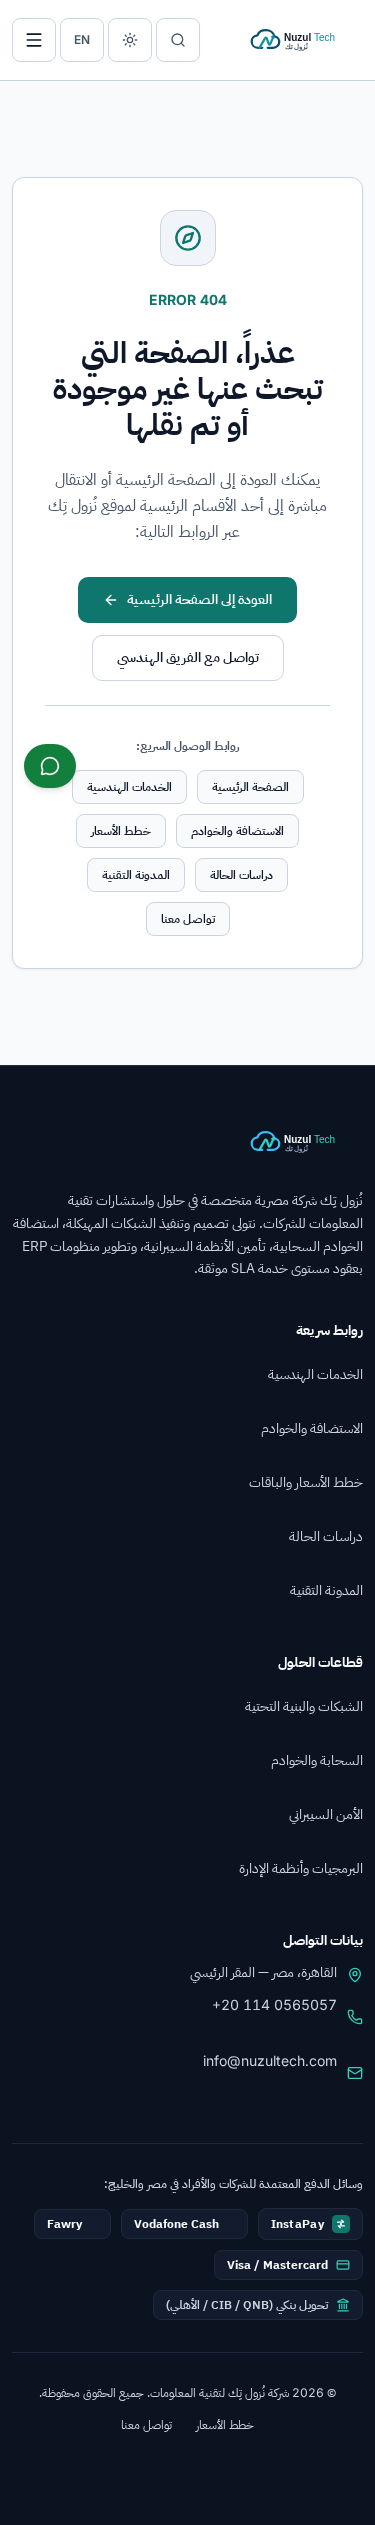 Nuzul Tech
نُزول تك
EN
ERROR 404
عذراً، الصفحة التي
تبحث عنها غير موجودة
أو تم نقلها
يمكنك العودة إلى الصفحة الرئيسية أو الانتقال
مباشرة إلى أحد الأقسام الرئيسية لموقع نُزول تِك
عبر الروابط التالية:
العودة إلى الصفحة الرئيسية
تواصل مع الفريق الهندسي
روابط الوصول السريع:
الصفحة الرئيسية
الخدمات الهندسية
الاستضافة والخوادم
خطط الأسعار
دراسات الحالة
المدونة التقنية
تواصل معنا
Nuzul Tech
نُزول تك
نُزول تِك شركة مصرية متخصصة في حلول واستشارات تقنية
المعلومات للشركات. نتولى تصميم وتنفيذ الشبكات المهيكلة، استضافة
الخوادم السحابية، تأمين الأنظمة السيبرانية، وتطوير منظومات ERP
بعقود مستوى خدمة SLA موثقة.
روابط سريعة
الخدمات الهندسية
الاستضافة والخوادم
خطط الأسعار والباقات
دراسات الحالة
المدونة التقنية
قطاعات الحلول
الشبكات والبنية التحتية
السحابة والخوادم
الأمن السيبراني
البرمجيات وأنظمة الإدارة
بيانات التواصل
القاهرة، مصر — المقر الرئيسي
+20 114 0565057
info@nuzultech.com
وسائل الدفع المعتمدة للشركات والأفراد في مصر والخليج:
InstaPay
Vodafone Cash
Fawry
Visa / Mastercard
تحويل بنكي (CIB / QNB / الأهلي)
© 2026 شركة نُزول تِك لتقنية المعلومات. جميع الحقوق محفوظة.
خطط الأسعار
تواصل معنا